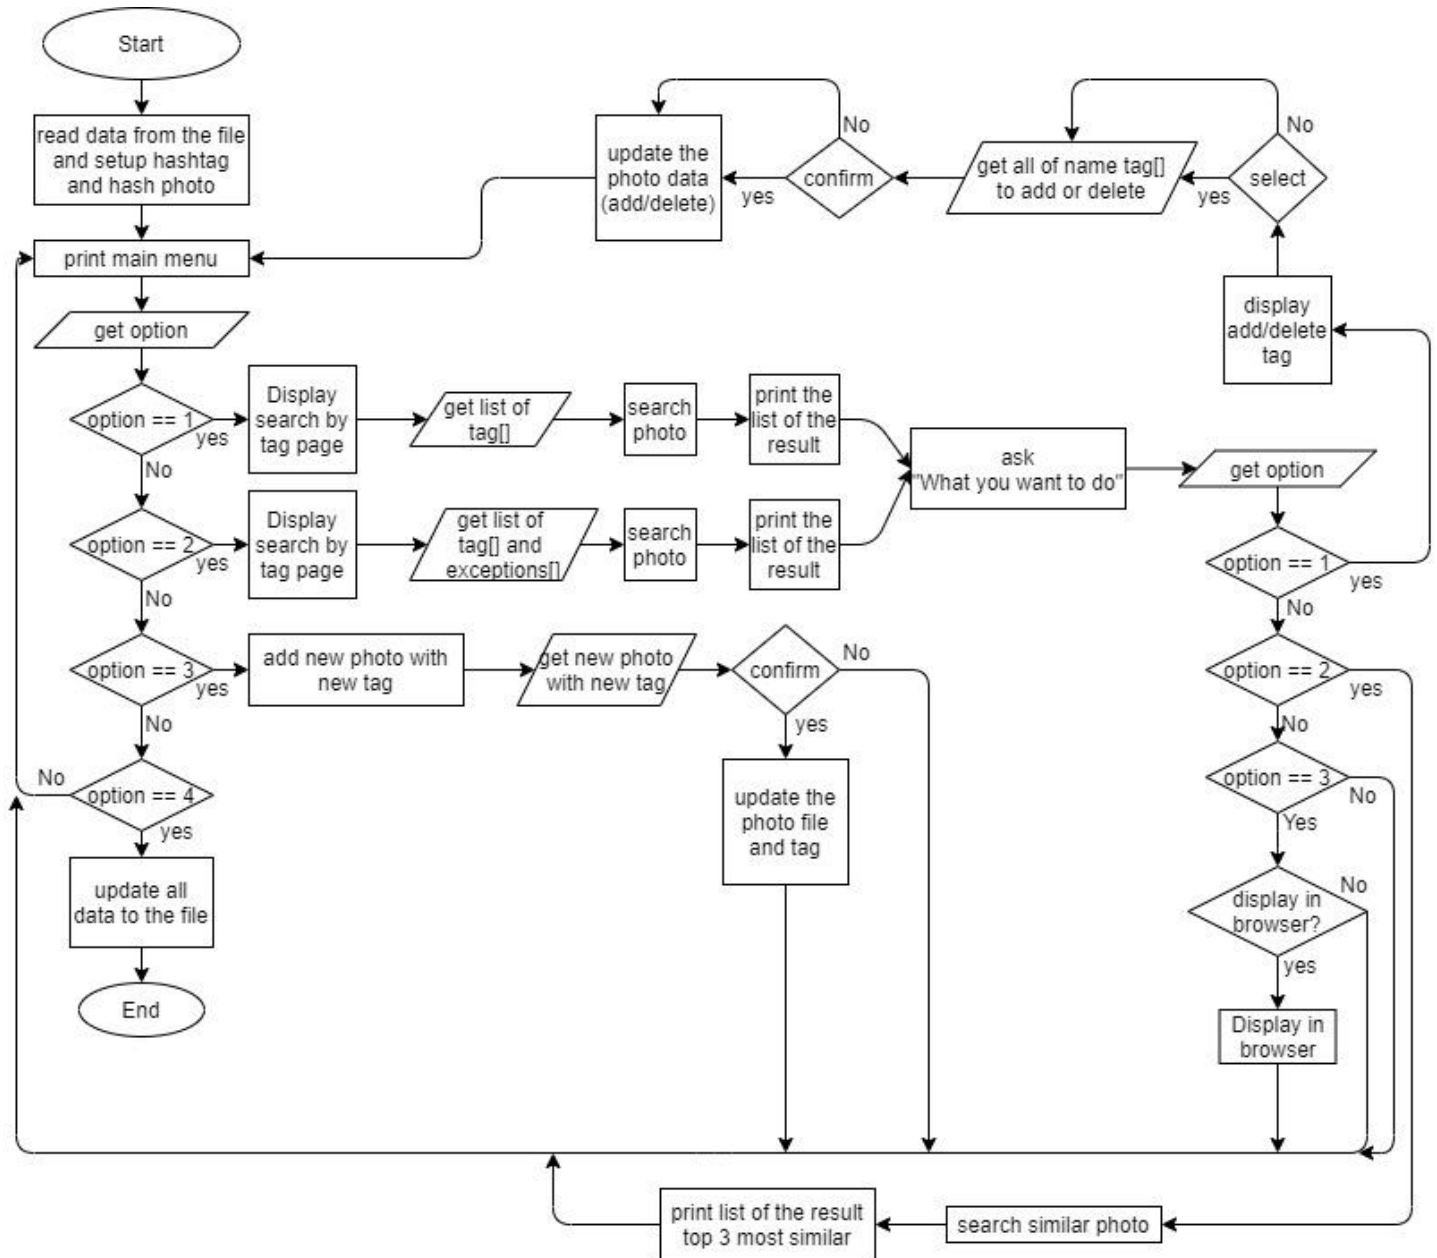 Start
read data from the file
and setup hashtag
and hash photo
print main menu
get option
option == 1
yes
No
Display
search by
tag page
get list of
tag[]
search
photo
print the
list of the
result
option == 2
yes
No
Display
search by
tag page
get list of
tag[] and
exceptions[]
search
photo
print the
list of the
result
ask
"What you want to do"
get option
option == 1
yes
No
option == 2
yes
No
option == 3
No
Yes
display in
browser?
No
yes
Display in
browser
display
add/delete
tag
select
No
yes
get all of name tag[]
to add or delete
confirm
No
yes
update the
photo data
(add/delete)
option == 3
yes
No
add new photo with
new tag
get new photo
with new tag
confirm
No
yes
update the
photo file
and tag
option == 4
No
yes
update all
data to the file
End
search similar photo
print list of the result
top 3 most similar